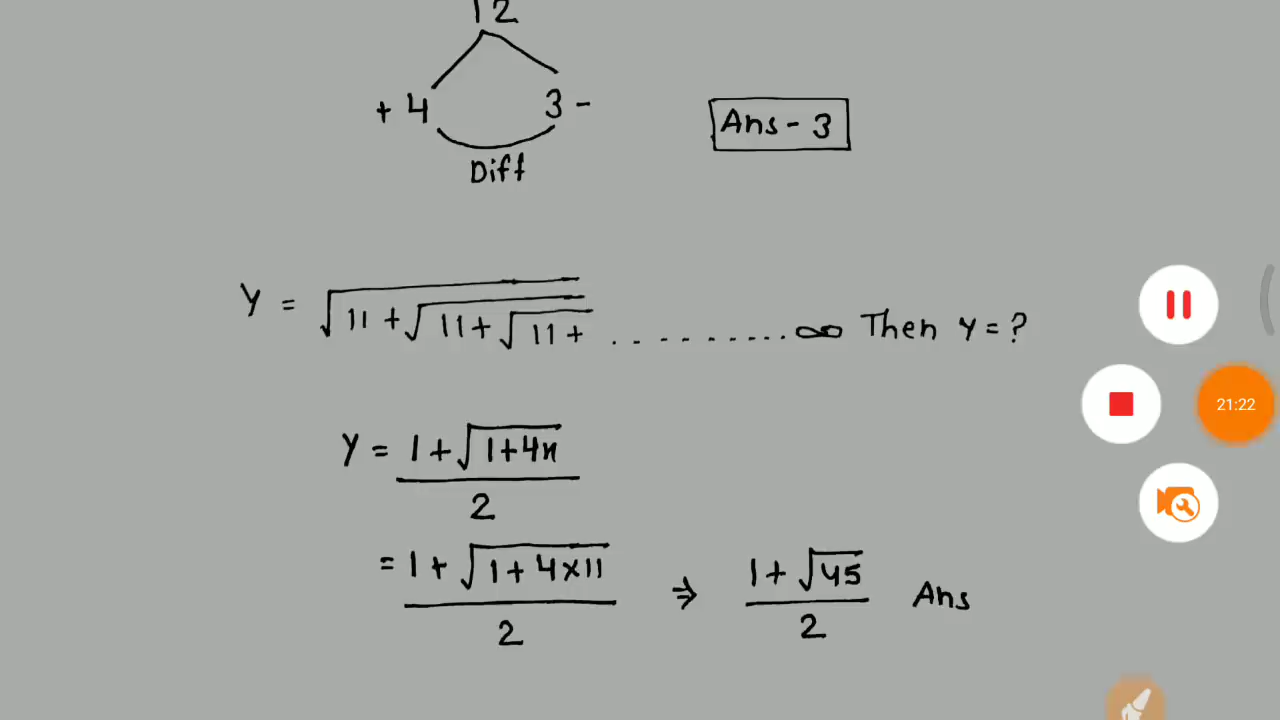 12
+ 4 3 -
Diff
Ans - 3
Y = √11 + √11 + √11 + .......... ∞ Then y = ?
Y = 1 + √1 + 4n / 2
= 1 + √1 + 4×11 / 2 ⇒ 1 + √45 / 2 Ans
21:22